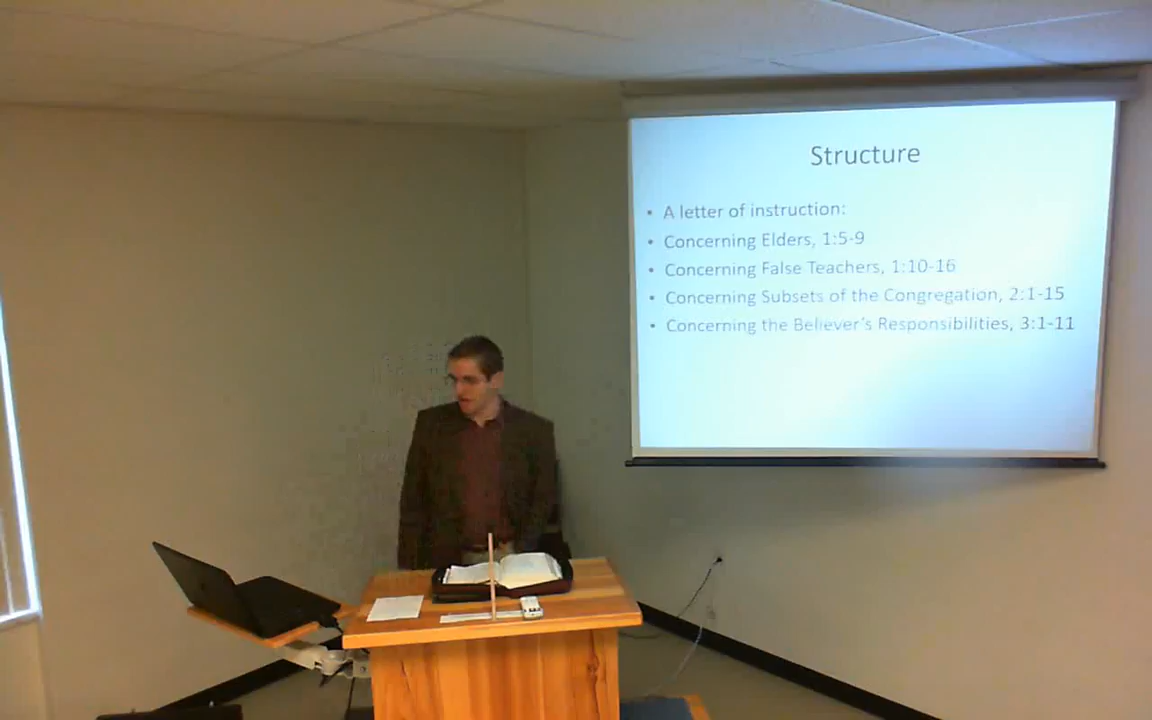 Structure
• A letter of instruction:
• Concerning Elders, 1:5-9
• Concerning False Teachers, 1:10-16
• Concerning Subsets of the Congregation, 2:1-15
• Concerning the Believer's Responsibilities, 3:1-11